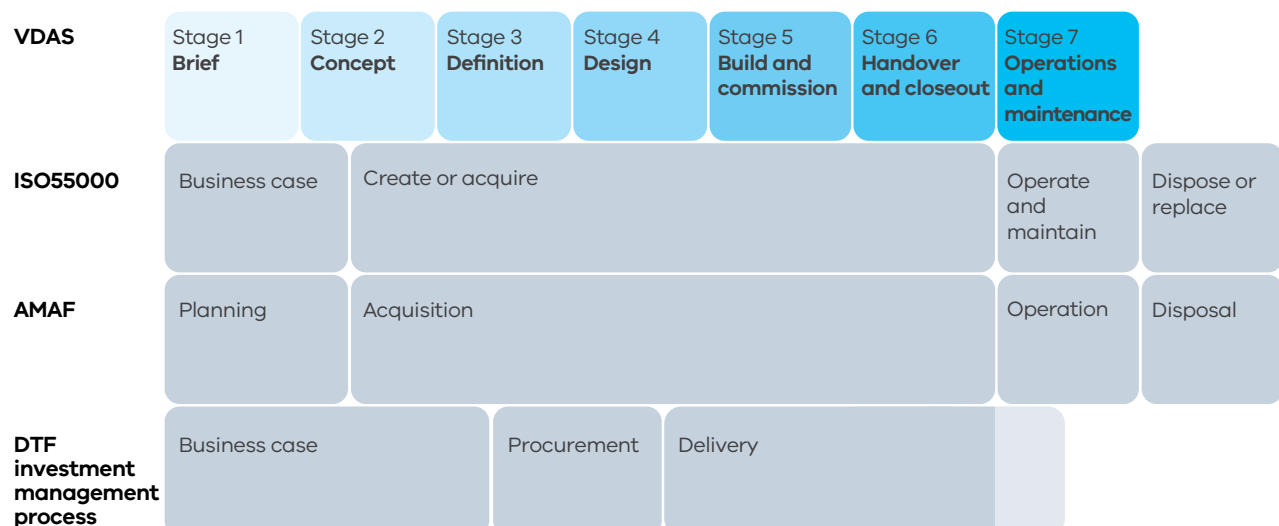 VDAS
Stage 1
Brief
Stage 2
Concept
Stage 3
Definition
Stage 4
Design
Stage 5
Build and
commission
Stage 6
Handover
and closeout
Stage 7
Operations
and
maintenance
ISO55000
Business case
Create or acquire
Operate
and
maintain
Dispose or
replace
AMAF
Planning
Acquisition
Operation
Disposal
DTF
investment
management
process
Business case
Procurement
Delivery